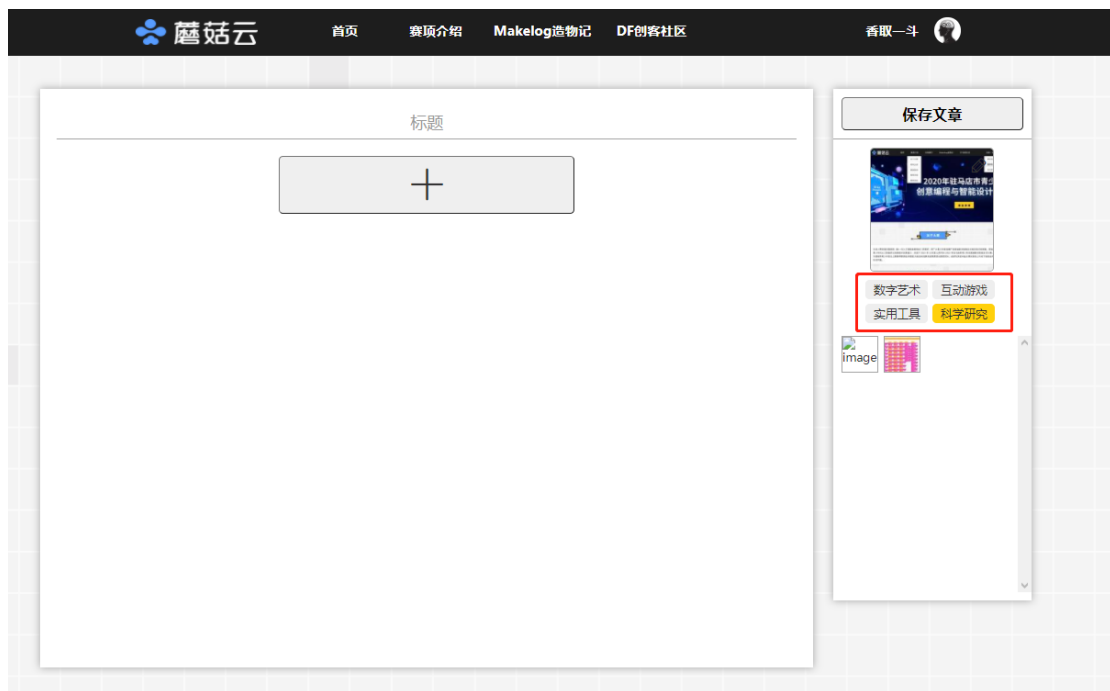 蘑菇云 首页 赛项介绍 Makelog造物记 DF创客社区 香取一斗
标题
保存文章
2020年驻马店市青少
创意编程与智能设计
数字艺术 互动游戏
实用工具 科学研究
image